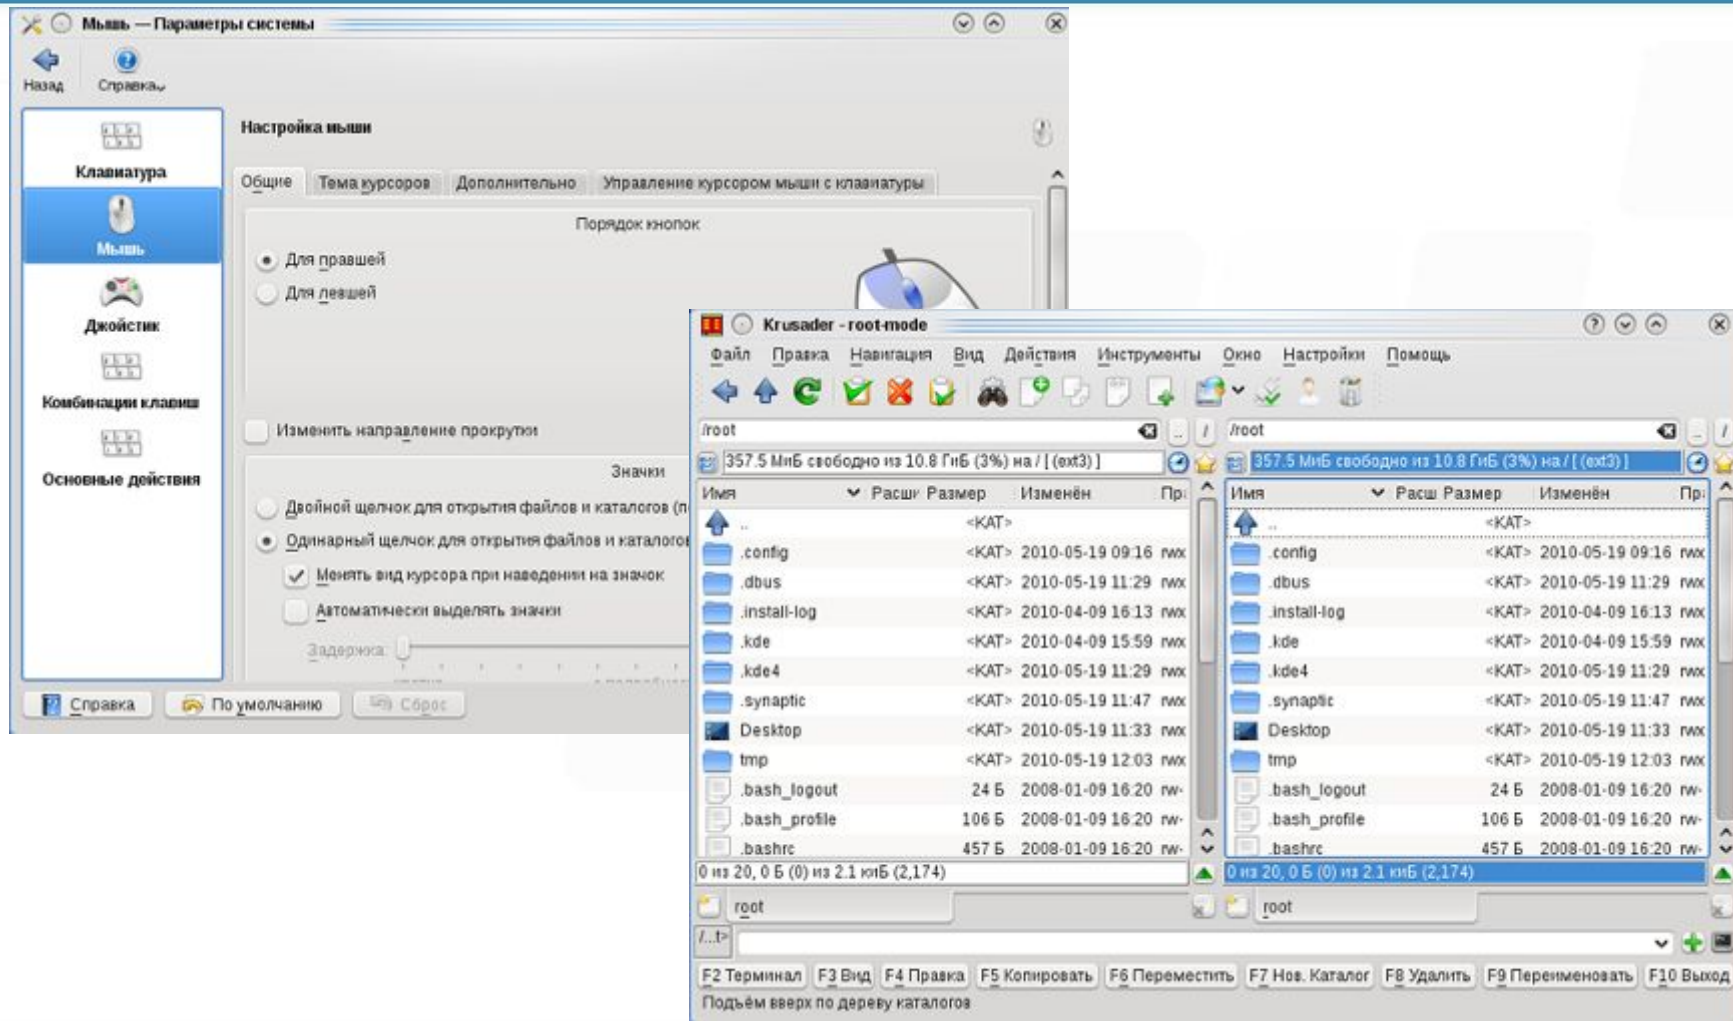 Мышь — Параметры системы
Назад
Справка
Клавиатура
Мышь
Джойстик
Комбинации клавиш
Основные действия
Настройка мыши
Общие Тема курсоров Дополнительно Управление курсором мыши с клавиатуры
Порядок кнопок
Для правшей
Для левшей
Изменить направление прокрутки
Значки
Двойной щелчок для открытия файлов и каталогов
Одинарный щелчок для открытия файлов и каталогов
Менять вид курсора при наведении на значок
Автоматически выделять значки
Задержка:
Справка По умолчанию Сброс
Krusader - root-mode
Файл Правка Навигация Вид Действия Инструменты Окно Настройки Помощь
/root .. / /root .. /
357.5 МиБ свободно из 10.8 ГиБ (3%) на / [ (ext3) ] 357.5 МиБ свободно из 10.8 ГиБ (3%) на / [ (ext3) ]
Имя Расши Размер Изменён Пра Имя Расш Размер Изменён Пра
.. <КАТ> .. <КАТ>
.config <КАТ> 2010-05-19 09:16 rwx .config <КАТ> 2010-05-19 09:16 rwx
.dbus <КАТ> 2010-05-19 11:29 rwx .dbus <КАТ> 2010-05-19 11:29 rwx
.install-log <КАТ> 2010-04-09 16:13 rwx .install-log <КАТ> 2010-04-09 16:13 rwx
.kde <КАТ> 2010-04-09 15:59 rwx .kde <КАТ> 2010-04-09 15:59 rwx
.kde4 <КАТ> 2010-05-19 11:29 rwx .kde4 <КАТ> 2010-05-19 11:29 rwx
.synaptic <КАТ> 2010-05-19 11:47 rwx .synaptic <КАТ> 2010-05-19 11:47 rwx
Desktop <КАТ> 2010-05-19 11:33 rwx Desktop <КАТ> 2010-05-19 11:33 rwx
tmp <КАТ> 2010-05-19 12:03 rwx tmp <КАТ> 2010-05-19 12:03 rwx
.bash_logout 24 Б 2008-01-09 16:20 rw- .bash_logout 24 Б 2008-01-09 16:20 rw-
.bash_profile 106 Б 2008-01-09 16:20 rw- .bash_profile 106 Б 2008-01-09 16:20 rw-
.bashrc 457 Б 2008-01-09 16:20 rw- .bashrc 457 Б 2008-01-09 16:20 rw-
0 из 20, 0 Б (0) из 2.1 киБ (2,174) 0 из 20, 0 Б (0) из 2.1 киБ (2,174)
root root
/...t>
F2 Терминал F3 Вид F4 Правка F5 Копировать F6 Переместить F7 Нов. Каталог F8 Удалить F9 Переименовать F10 Выход
Подъём вверх по дереву каталогов